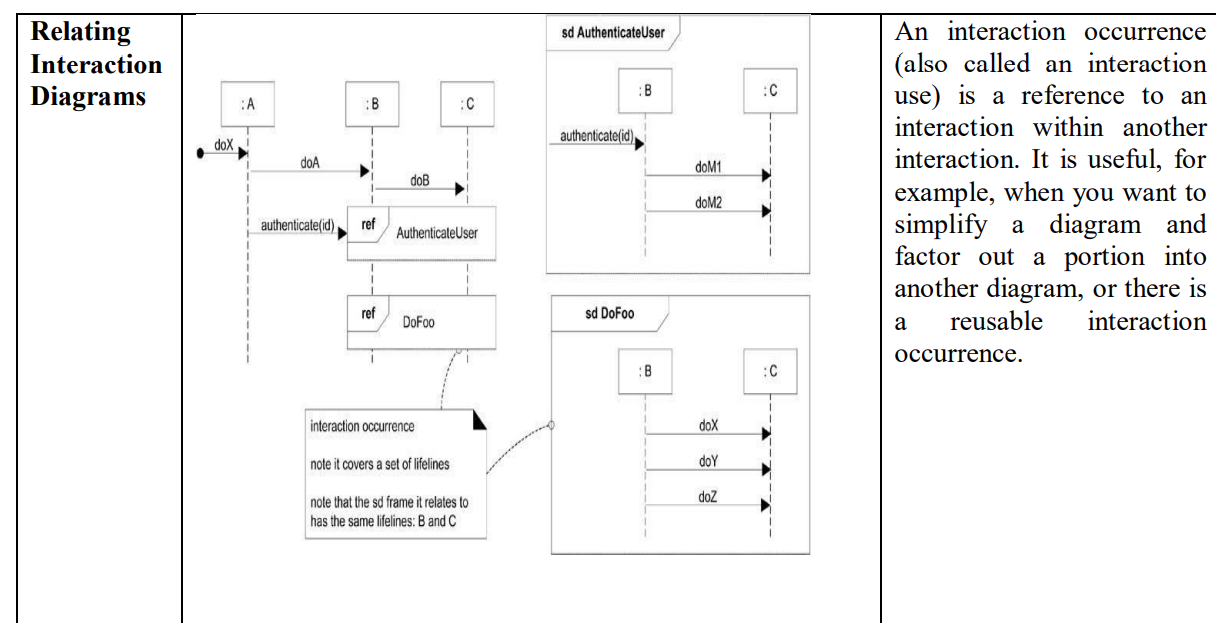 Relating
Interaction
Diagrams
: A
: B
: C
doX
doA
doB
authenticate(id)
ref
AuthenticateUser
ref
DoFoo
interaction occurrence
note it covers a set of lifelines
note that the sd frame it relates to
has the same lifelines: B and C
sd AuthenticateUser
: B
: C
authenticate(id)
doM1
doM2
sd DoFoo
: B
: C
doX
doY
doZ
An interaction occurrence
(also called an interaction
use) is a reference to an
interaction within another
interaction. It is useful, for
example, when you want to
simplify a diagram and
factor out a portion into
another diagram, or there is
a reusable interaction
occurrence.